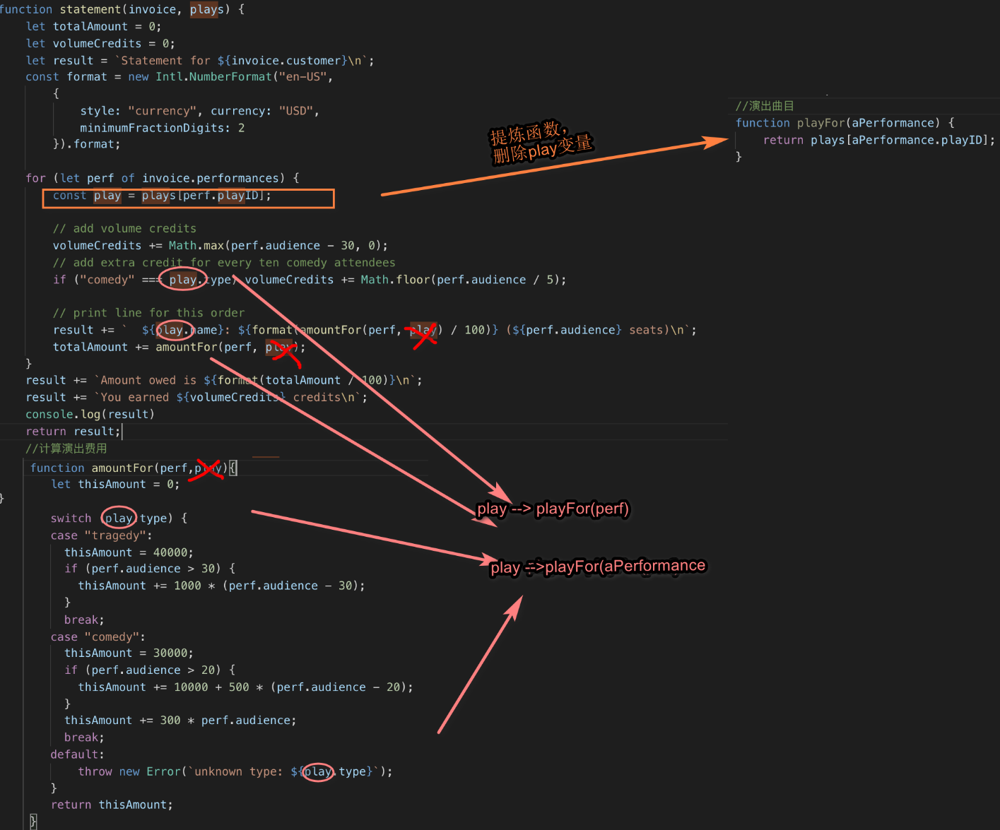 function statement(invoice, plays) {
let totalAmount = 0;
let volumeCredits = 0;
let result = `Statement for ${invoice.customer}\n`;
const format = new Intl.NumberFormat("en-US",
{
style: "currency", currency: "USD",
minimumFractionDigits: 2
}).format;
for (let perf of invoice.performances) {
const play = plays[perf.playID];
// add volume credits
volumeCredits += Math.max(perf.audience - 30, 0);
// add extra credit for every ten comedy attendees
if ("comedy" === play.type) volumeCredits += Math.floor(perf.audience / 5);
// print line for this order
result += `  ${play.name}: ${format(amountFor(perf, play) / 100)} (${perf.audience} seats)\n`;
totalAmount += amountFor(perf, play);
}
result += `Amount owed is ${format(totalAmount / 100)}\n`;
result += `You earned ${volumeCredits} credits\n`;
console.log(result)
return result;
//计算演出费用
function amountFor(perf,play){
let thisAmount = 0;
}
switch (play.type) {
case "tragedy":
thisAmount = 40000;
if (perf.audience > 30) {
thisAmount += 1000 * (perf.audience - 30);
}
break;
case "comedy":
thisAmount = 30000;
if (perf.audience > 20) {
thisAmount += 10000 + 500 * (perf.audience - 20);
}
thisAmount += 300 * perf.audience;
break;
default:
throw new Error(`unknown type: ${play.type}`);
}
return thisAmount;
}
提炼函数，
删除play变量
//演出曲目
function playFor(aPerformance) {
return plays[aPerformance.playID];
}
play --> playFor(perf)
play -->playFor(aPerformance